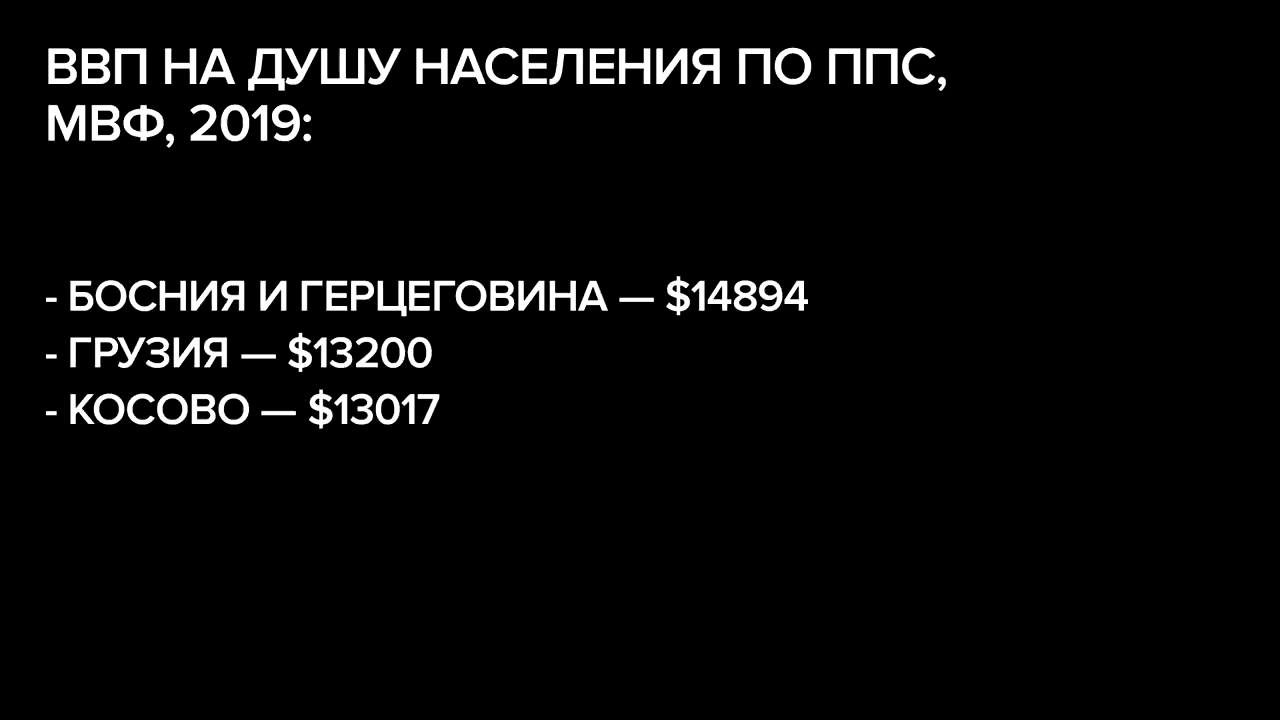 ВВП НА ДУШУ НАСЕЛЕНИЯ ПО ППС,
МВФ, 2019:
- БОСНИЯ И ГЕРЦЕГОВИНА — $14894
- ГРУЗИЯ — $13200
- КОСОВО — $13017